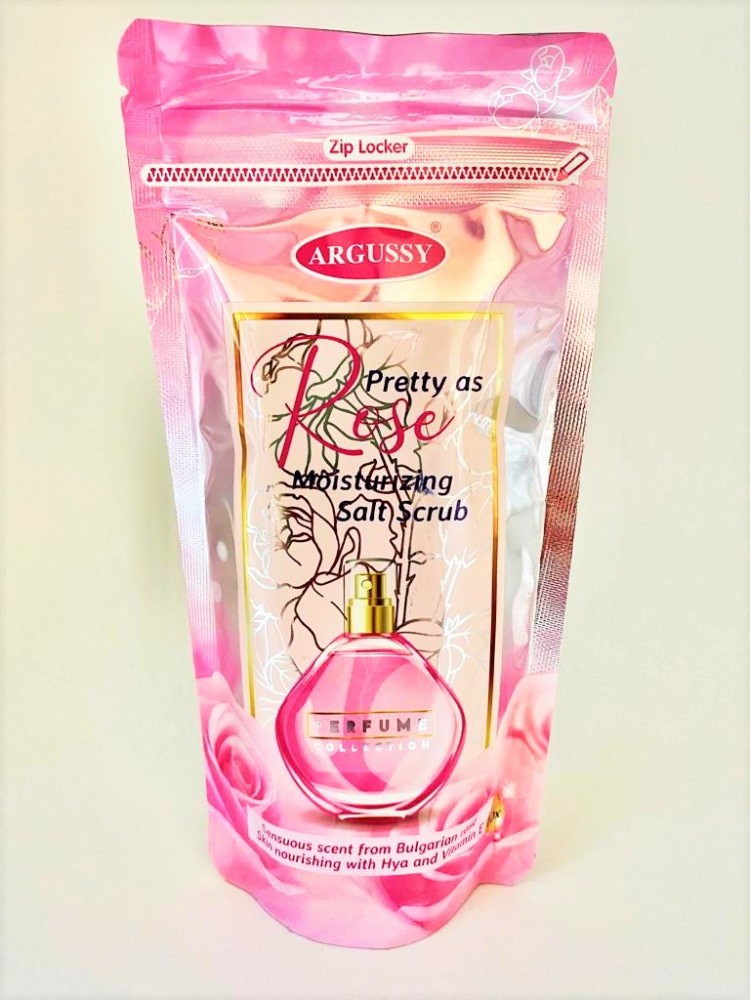 Zip Locker
ARGUSSY®
Pretty as
Rose
Moisturizing
Salt Scrub
PERFUME
COLLECTION
Sensuous scent from Bulgarian rose
Skin nourishing with Hya and Vitamin E